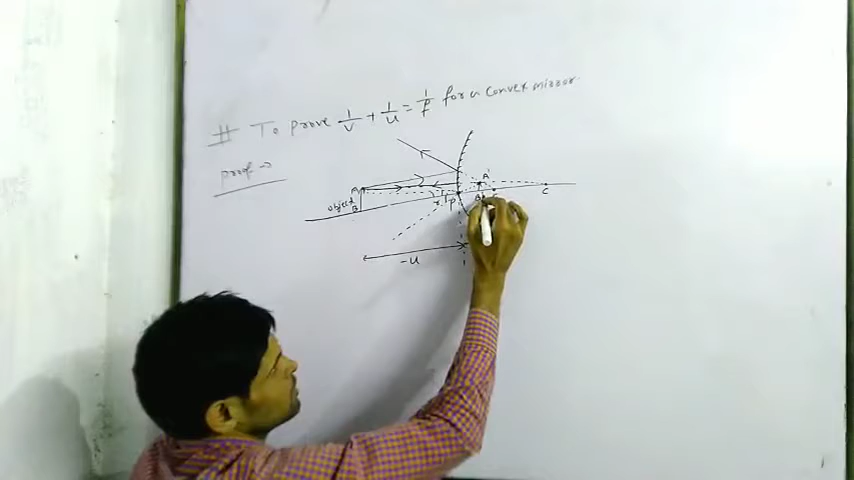 # To prove 1/v + 1/u = 1/f for a convex mirror
proof →
A A'
object B P C
-u